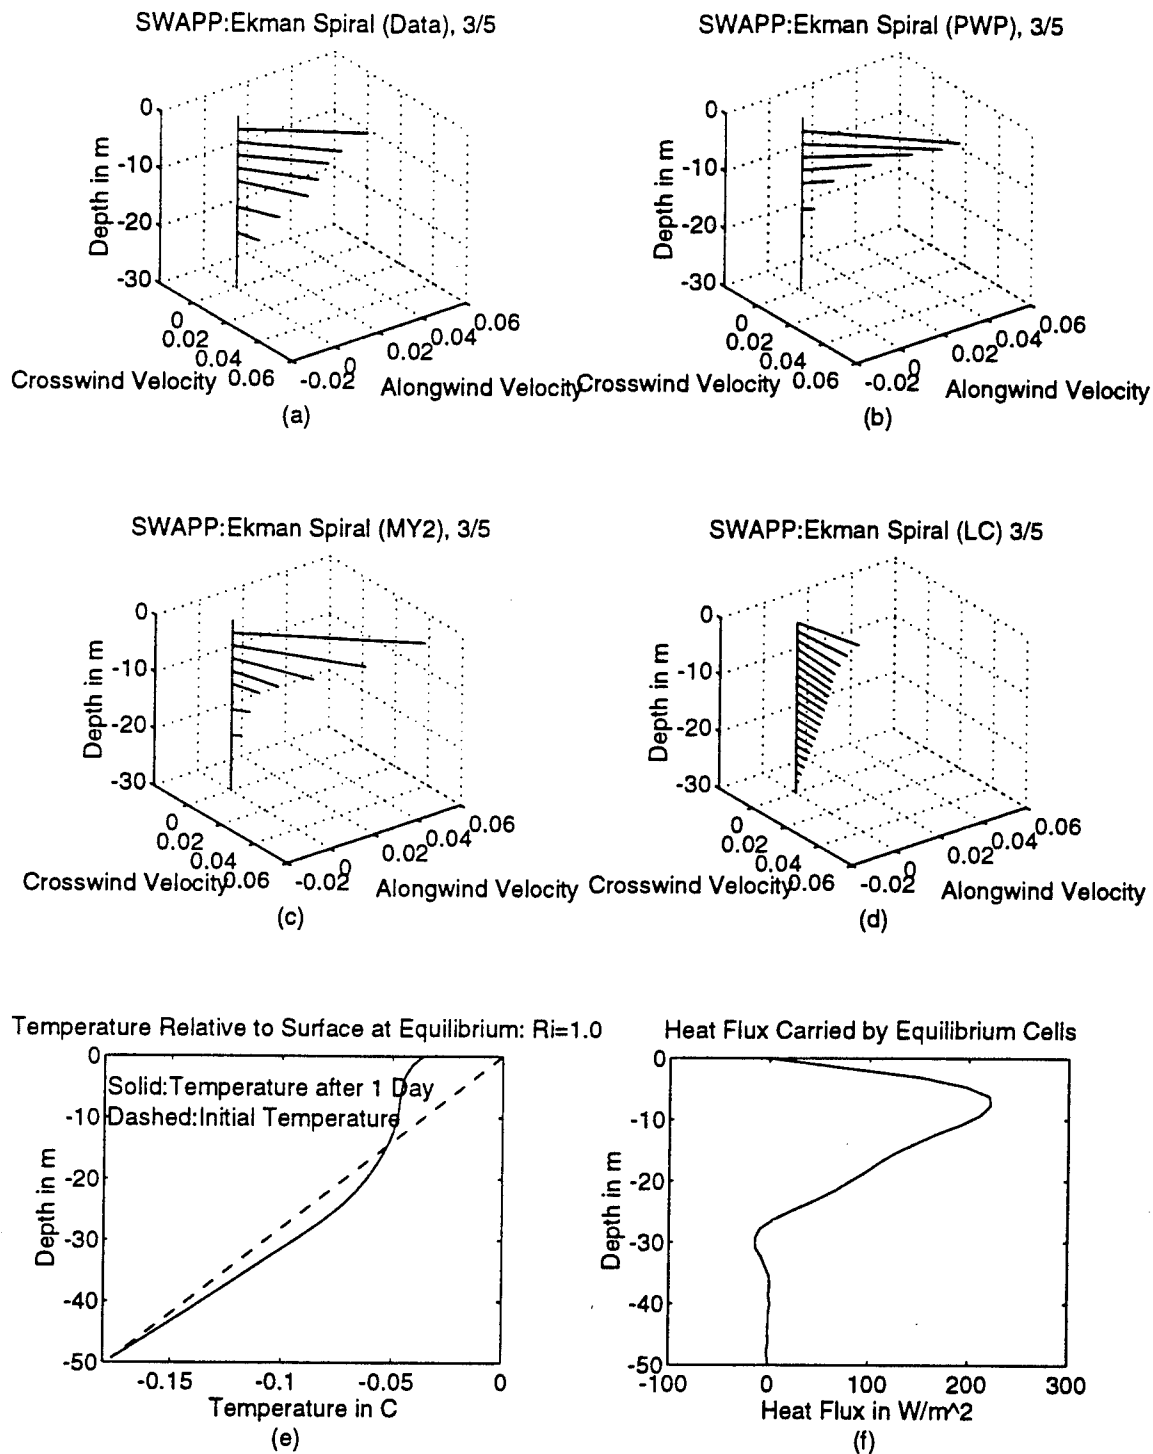 SWAPP:Ekman Spiral (Data), 3/5
0
-10
-20
-30
Depth in m
0
0.02
0.04
0.06
Crosswind Velocity
-0.02
0
0.02
0.04
0.06
Alongwind Velocity
(a)
SWAPP:Ekman Spiral (PWP), 3/5
0
-10
-20
-30
Depth in m
0
0.02
0.04
0.06
Crosswind Velocity
-0.02
0
0.02
0.04
0.06
Alongwind Velocity
(b)
SWAPP:Ekman Spiral (MY2), 3/5
0
-10
-20
-30
Depth in m
0
0.02
0.04
0.06
Crosswind Velocity
-0.02
0
0.02
0.04
0.06
Alongwind Velocity
(c)
SWAPP:Ekman Spiral (LC) 3/5
0
-10
-20
-30
Depth in m
0
0.02
0.04
0.06
Crosswind Velocity
-0.02
0
0.02
0.04
0.06
Alongwind Velocity
(d)
Temperature Relative to Surface at Equilibrium: Ri=1.0
Solid:Temperature after 1 Day
Dashed:Initial Temperature
0
-10
-20
-30
-40
-50
Depth in m
-0.15
-0.1
-0.05
0
Temperature in C
(e)
Heat Flux Carried by Equilibrium Cells
0
-10
-20
-30
-40
-50
Depth in m
-100
0
100
200
300
Heat Flux in W/m^2
(f)